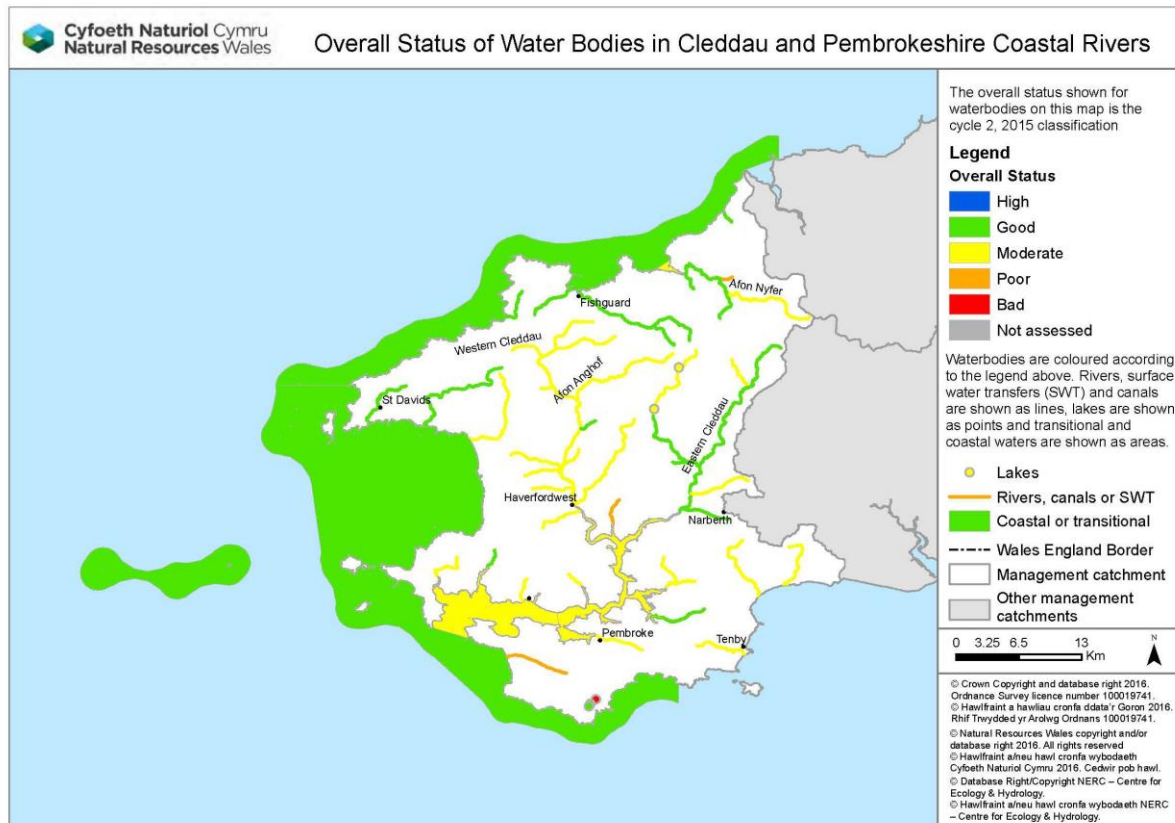 Cyfoeth Naturiol Cymru
Natural Resources Wales
Overall Status of Water Bodies in Cleddau and Pembrokeshire Coastal Rivers
Afon Nyfer
Fishguard
Western Cleddau
Afon Anghof
St Davids
Eastern Cleddau
Haverfordwest
Narberth
Pembroke
Tenby
The overall status shown for
waterbodies on this map is the
cycle 2, 2015 classification
Legend
Overall Status
High
Good
Moderate
Poor
Bad
Not assessed
Waterbodies are coloured according
to the legend above. Rivers, surface
water transfers (SWT) and canals
are shown as lines, lakes are shown
as points and transitional and
coastal waters are shown as areas.
Lakes
Rivers, canals or SWT
Coastal or transitional
Wales England Border
Management catchment
Other management
catchments
0 3.25 6.5 13
Km
N
© Crown Copyright and database right 2016.
Ordnance Survey licence number 100019741.
© Hawlfraint a hawliau cronfa ddata'r Goron 2016.
Rhif Trwydded yr Arolwg Ordnans 100019741.
© Natural Resources Wales copyright and/or
database right 2016. All rights reserved
© Hawlfraint a/neu hawl cronfa wybodaeth
Cyfoeth Naturiol Cymru 2016. Cedwir pob hawl.
© Database Right/Copyright NERC – Centre for
Ecology & Hydrology.
© Hawlfraint a/neu hawl cronfa wybodaeth NERC
– Centre for Ecology & Hydrology.